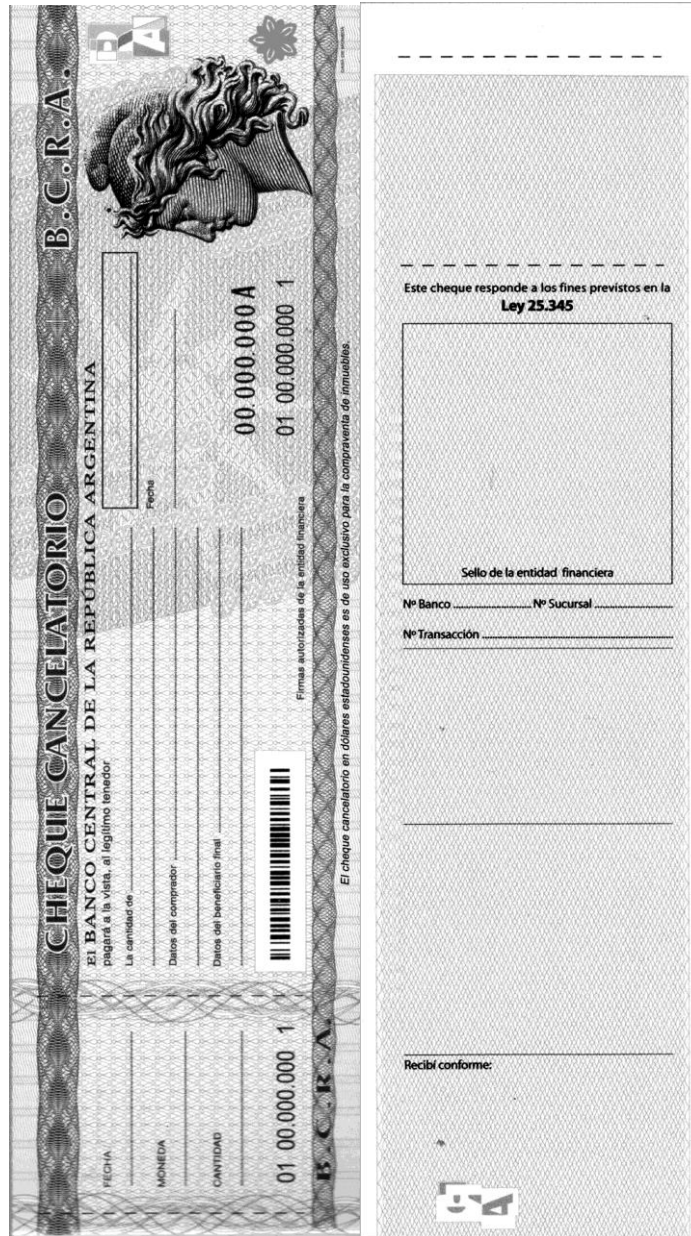 CHEQUE CANCELATORIO
B.C.R.A.
El BANCO CENTRAL DE LA REPÚBLICA ARGENTINA
pagará a la vista, al legítimo tenedor
La cantidad de
Fecha
Datos del comprador
Datos del beneficiario final
00.000.000 A
01 00.000.000 1
Firmas autorizadas de la entidad financiera
El cheque cancelatorio en dólares estadounidenses es de uso exclusivo para la compraventa de inmuebles.
FECHA
MONEDA
CANTIDAD
01 00.000.000 1
B.C.R.A.
RA
Este cheque responde a los fines previstos en la
Ley 25.345
Sello de la entidad financiera
Nº Banco Nº Sucursal
Nº Transacción
Recibí conforme: